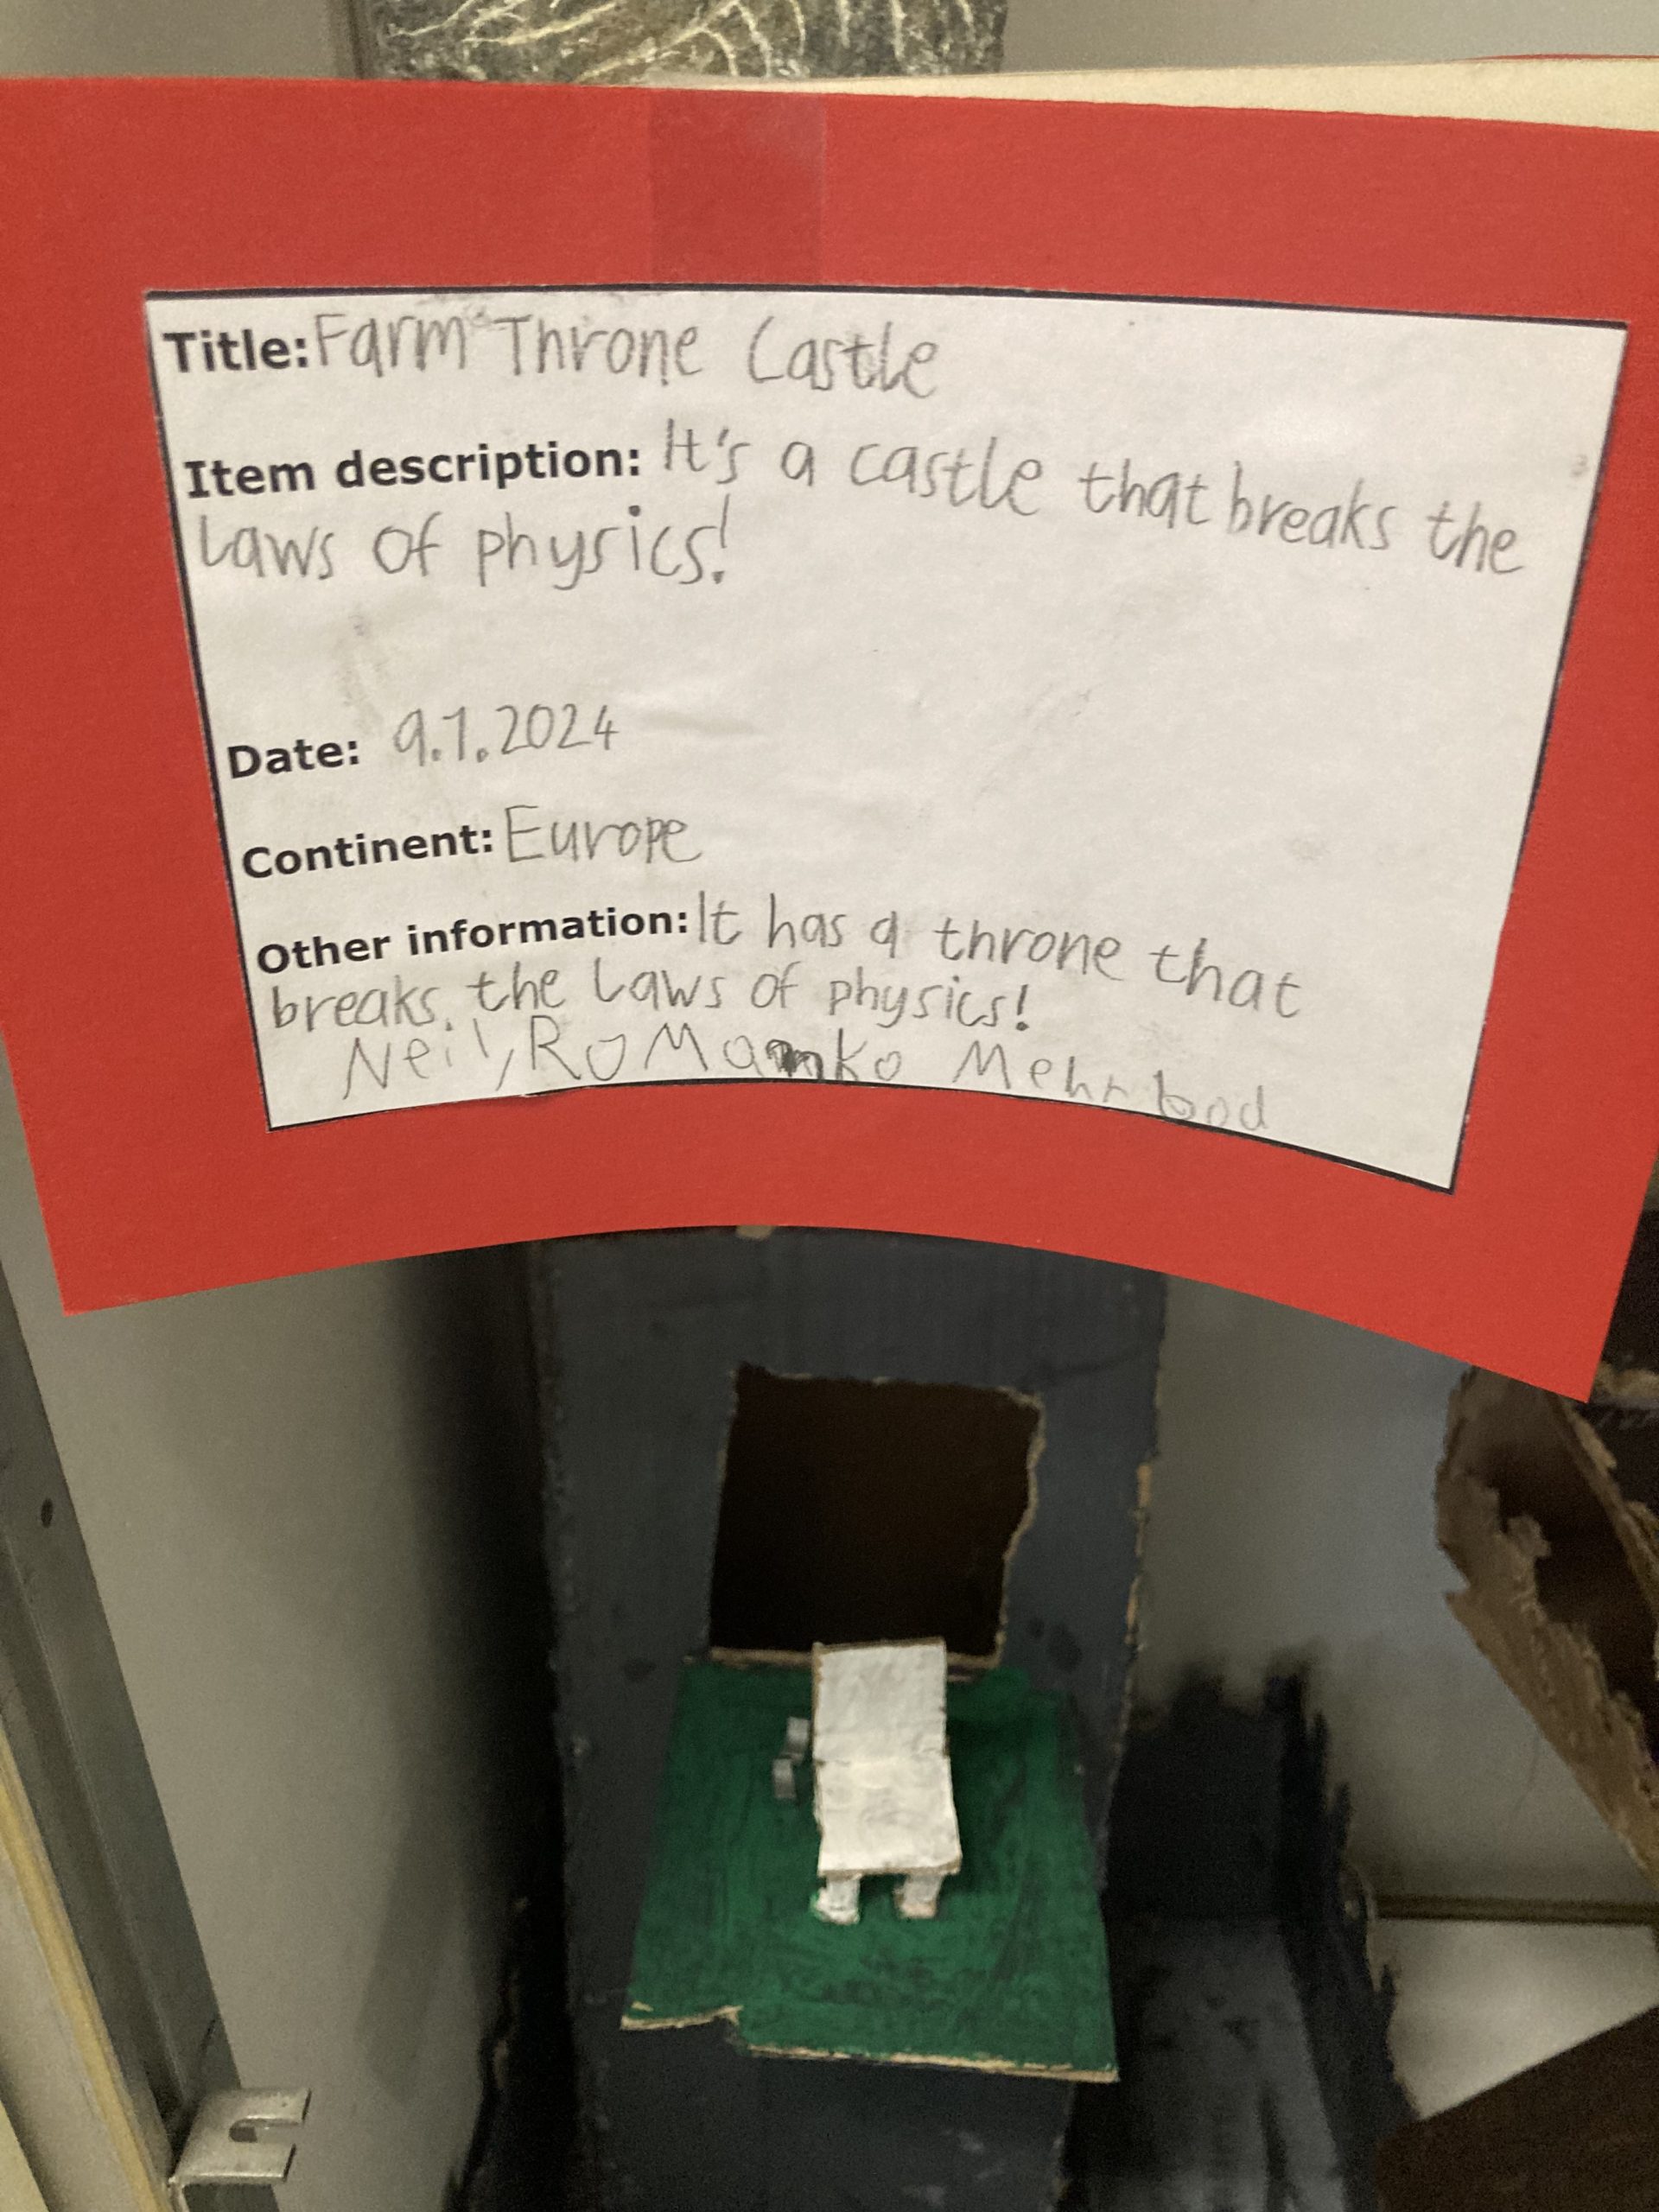 Title: Farm Throne Castle
Item description: It's a castle that breaks the
laws of physics!
Date: 9.1.2024
Continent: Europe
Other information: It has a throne that
breaks the laws of physics!
Neil, Mehrbod